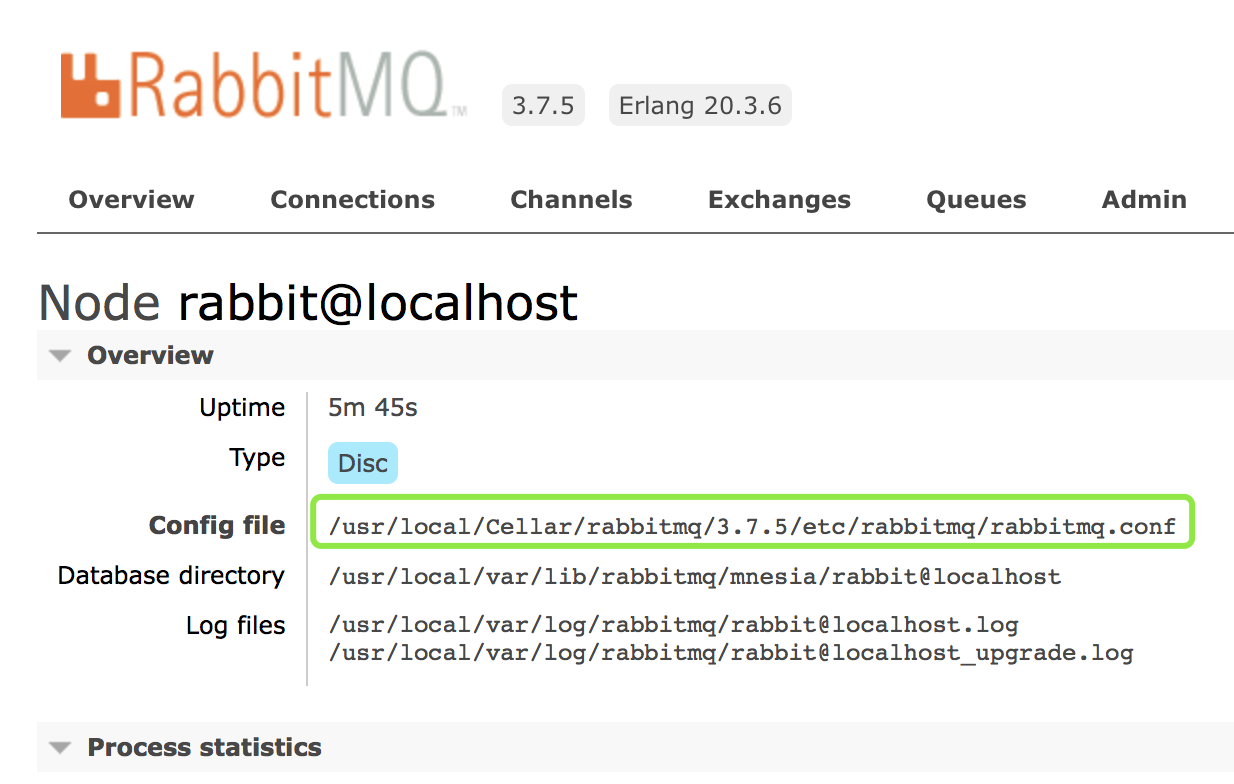 RabbitMQ™ 3.7.5 Erlang 20.3.6
Overview Connections Channels Exchanges Queues Admin
Node rabbit@localhost
Overview
Uptime 5m 45s
Type Disc
Config file /usr/local/Cellar/rabbitmq/3.7.5/etc/rabbitmq/rabbitmq.conf
Database directory /usr/local/var/lib/rabbitmq/mnesia/rabbit@localhost
Log files /usr/local/var/log/rabbitmq/rabbit@localhost.log
/usr/local/var/log/rabbitmq/rabbit@localhost_upgrade.log
Process statistics